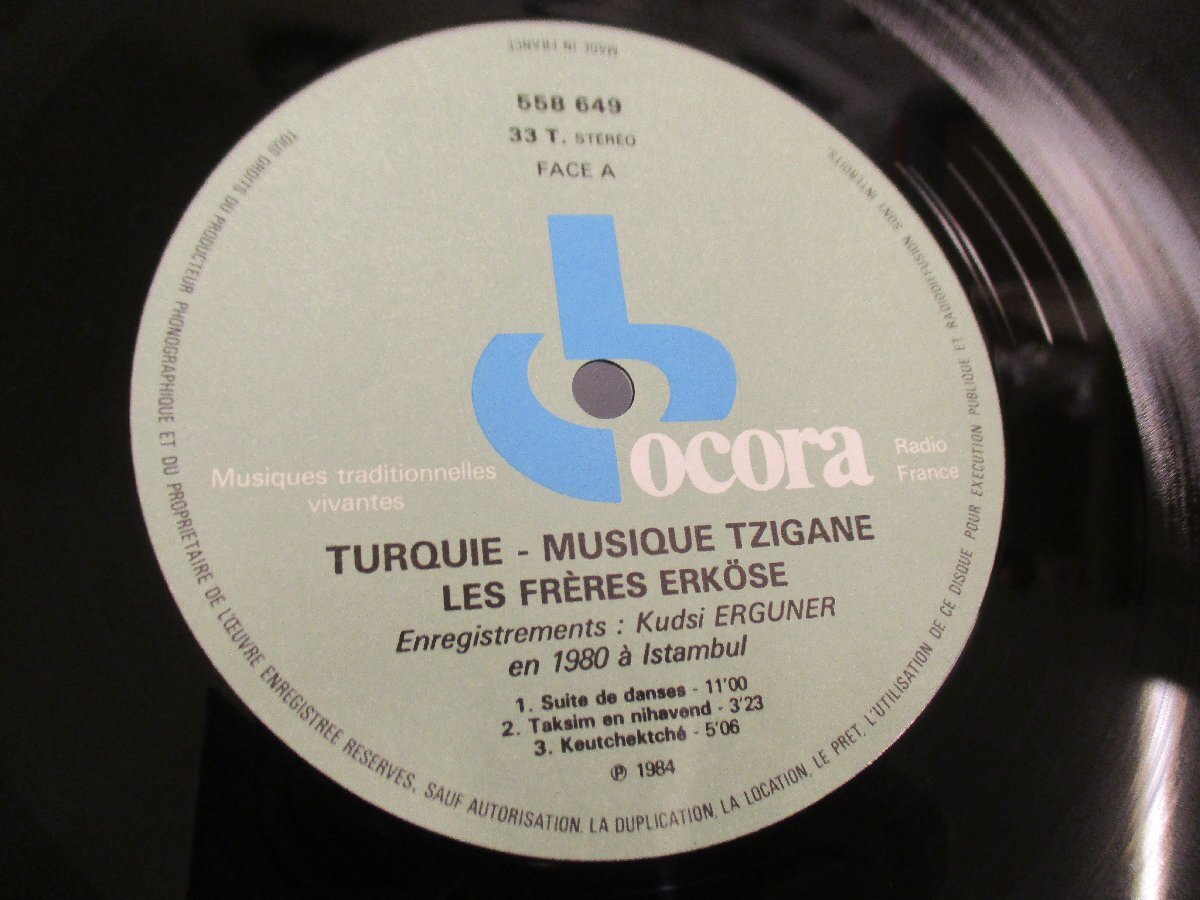 MADE IN FRANCE
558 649
33 T. STEREO
FACE A
ocora
Radio
France
Musiques traditionnelles
vivantes
TURQUIE - MUSIQUE TZIGANE
LES FRÈRES ERKÖSE
Enregistrements : Kudsi ERGUNER
en 1980 à Istambul
1. Suite de danses - 11'00
2. Taksim en nihavend - 3'23
3. Keutchektché - 5'06
℗ 1984
TOUS DROITS DU PRODUCTEUR PHONOGRAPHIQUE ET DU PROPRIETAIRE DE L'ŒUVRE ENREGISTREE RESERVES. SAUF AUTORISATION. LA DUPLICATION, LA LOCATION, LE PRET, L'UTILISATION DE CE DISQUE POUR EXECUTION PUBLIQUE ET RADIODIFFUSION SONT INTERDITS.